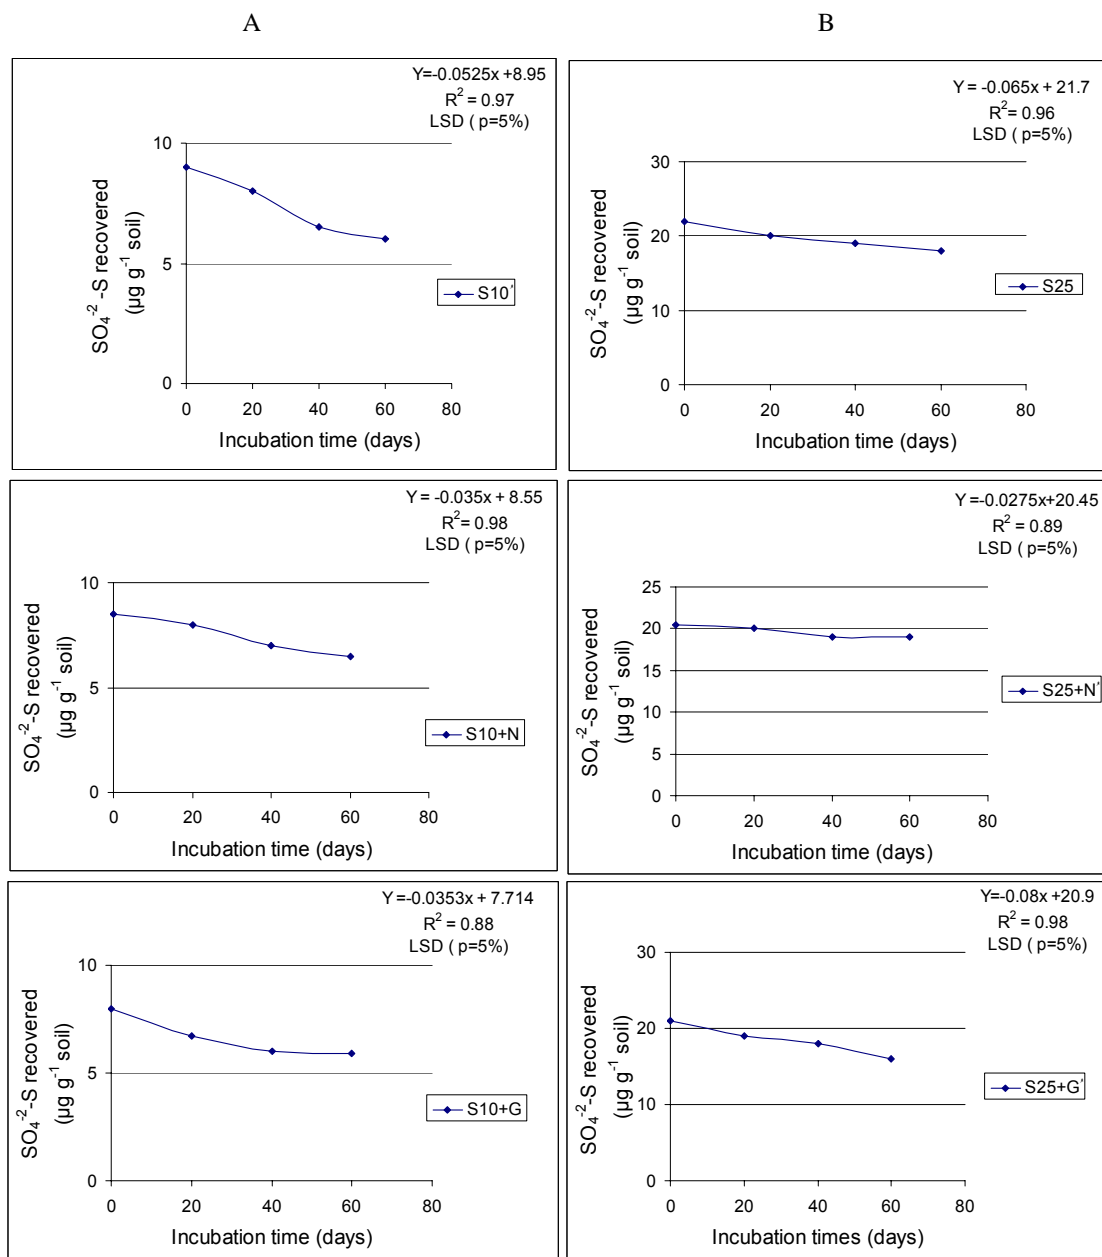 A
B
Y=-0.0525x +8.95
R² = 0.97
LSD ( p=5%)
10
5
0
0 20 40 60 80
SO₄⁻²-S recovered
(µg g⁻¹ soil)
Incubation time (days)
S10'
Y = -0.065x + 21.7
R²= 0.96
LSD ( p=5%)
30
20
10
0
0 20 40 60 80
SO₄⁻²-S recovered
(µg g⁻¹ soil)
Incubation time (days)
S25
Y = -0.035x + 8.55
R²= 0.98
LSD ( p=5%)
10
5
0
0 20 40 60 80
SO₄⁻²-S recovered
(µg g⁻¹ soil)
Incubation time (days)
S10+N
Y=-0.0275x+20.45
R² = 0.89
LSD ( p=5%)
25
20
15
10
5
0
0 20 40 60 80
SO₄⁻²-S recovered
(µg g⁻¹ soil)
Incubation time (days)
S25+N'
Y=-0.0353x + 7.714
R² = 0.88
LSD ( p=5%)
10
5
0
0 20 40 60 80
SO₄⁻²-S recovered
(µg g⁻¹ soil)
Incubation time (days)
S10+G
Y=-0.08x +20.9
R² = 0.98
LSD ( p=5%)
30
20
10
0
0 20 40 60 80
SO₄⁻²-S recovered
(µg g⁻¹ soil)
Incubation times (days)
S25+G'